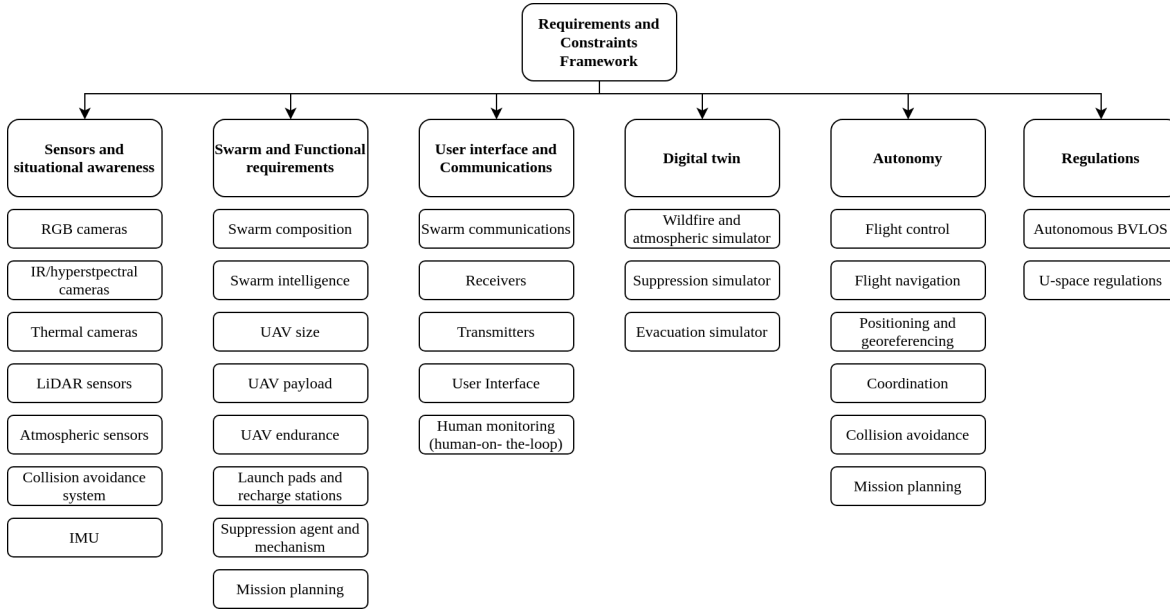 Requirements and
Constraints
Framework
Sensors and
situational awareness
RGB cameras
IR/hyperstpectral
cameras
Thermal cameras
LiDAR sensors
Atmospheric sensors
Collision avoidance
system
IMU
Swarm and Functional
requirements
Swarm composition
Swarm intelligence
UAV size
UAV payload
UAV endurance
Launch pads and
recharge stations
Suppression agent and
mechanism
Mission planning
User interface and
Communications
Swarm communications
Receivers
Transmitters
User Interface
Human monitoring
(human-on- the-loop)
Digital twin
Wildfire and
atmospheric simulator
Suppression simulator
Evacuation simulator
Autonomy
Flight control
Flight navigation
Positioning and
georeferencing
Coordination
Collision avoidance
Mission planning
Regulations
Autonomous BVLOS
U-space regulations